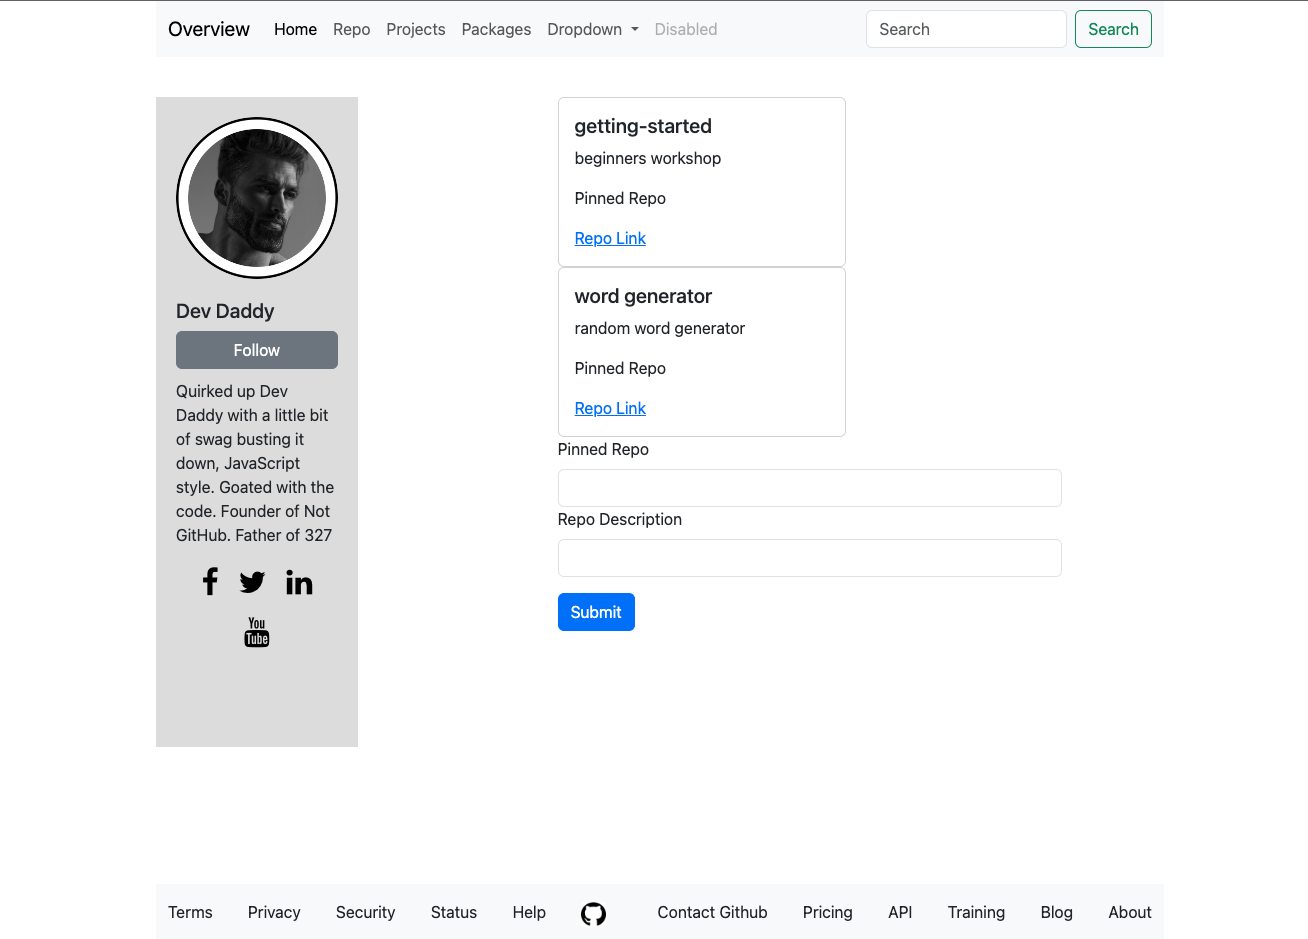 Overview Home Repo Projects Packages Dropdown Disabled Search Search
Dev Daddy
Follow
Quirked up Dev
Daddy with a little bit
of swag busting it
down, JavaScript
style. Goated with the
code. Founder of Not
GitHub. Father of 327
You
Tube
getting-started
beginners workshop
Pinned Repo
Repo Link
word generator
random word generator
Pinned Repo
Repo Link
Pinned Repo
Repo Description
Submit
Terms Privacy Security Status Help Contact Github Pricing API Training Blog About